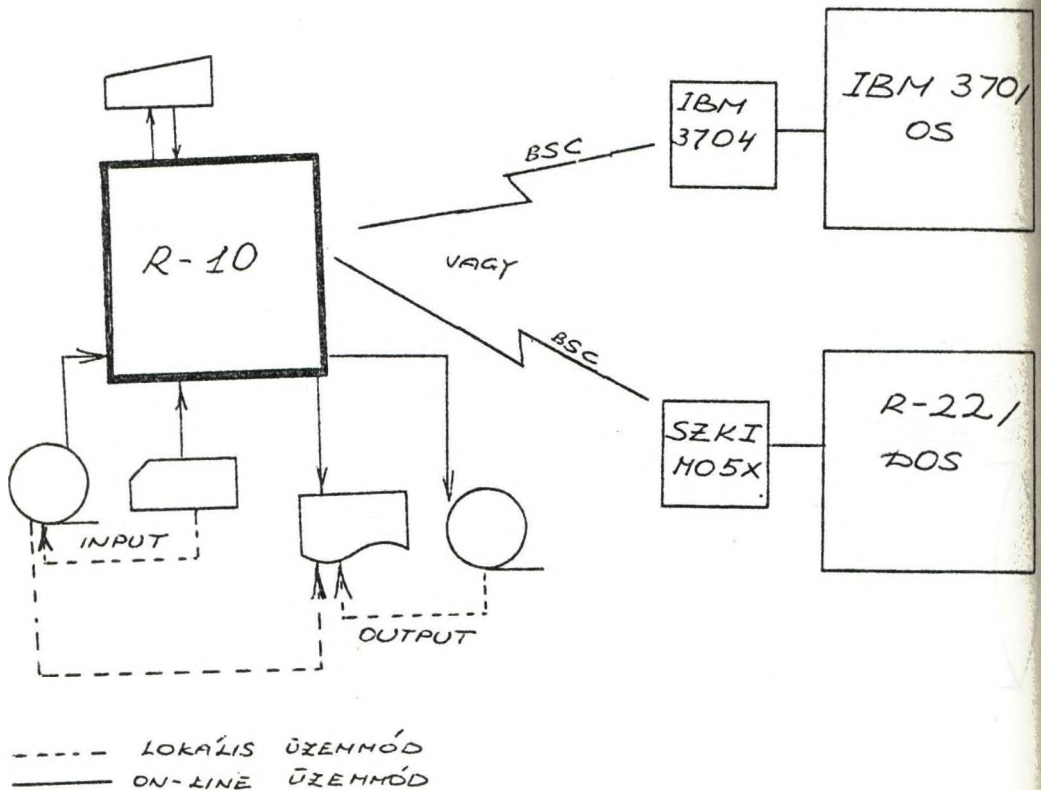 IBM 370/
OS
IBM
3704
BSC
R-10
VAGY
BSC
SZKI
M05X
R-22/
DOS
INPUT
OUTPUT
LOKÁLIS ÜZEMMÓD
ON-LINE ÜZEMMÓD